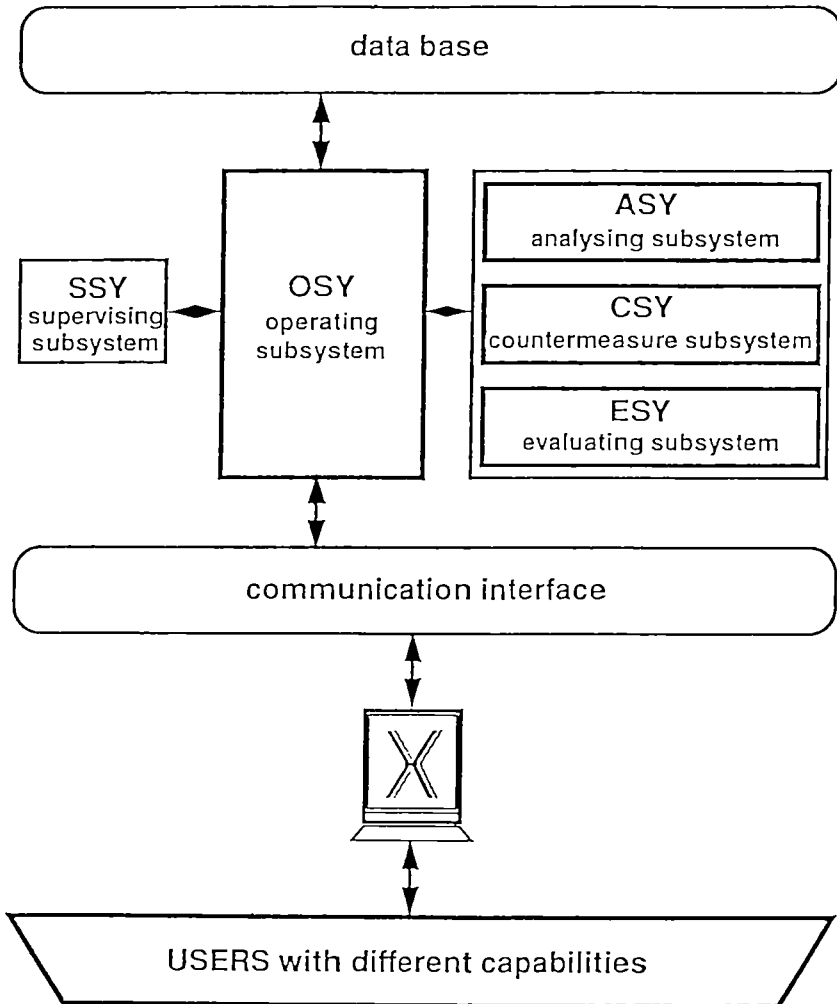 data base
SSY
supervising
subsystem
OSY
operating
subsystem
ASY
analysing subsystem
CSY
countermeasure subsystem
ESY
evaluating subsystem
communication interface
X
USERS with different capabilities